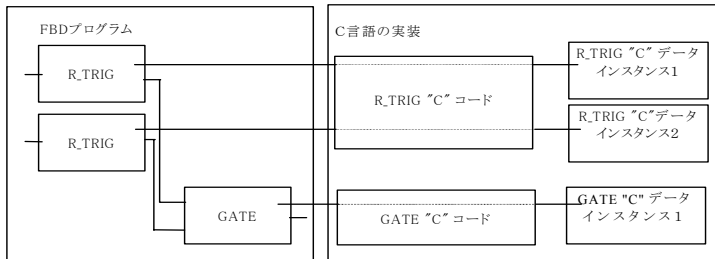 FBDプログラム
C言語の実装
R_TRIG
R_TRIG "C" コード
R_TRIG "C" データ
インスタンス1
R_TRIG
R_TRIG "C"データ
インスタンス2
GATE
GATE "C" コード
GATE "C" データ
インスタンス1